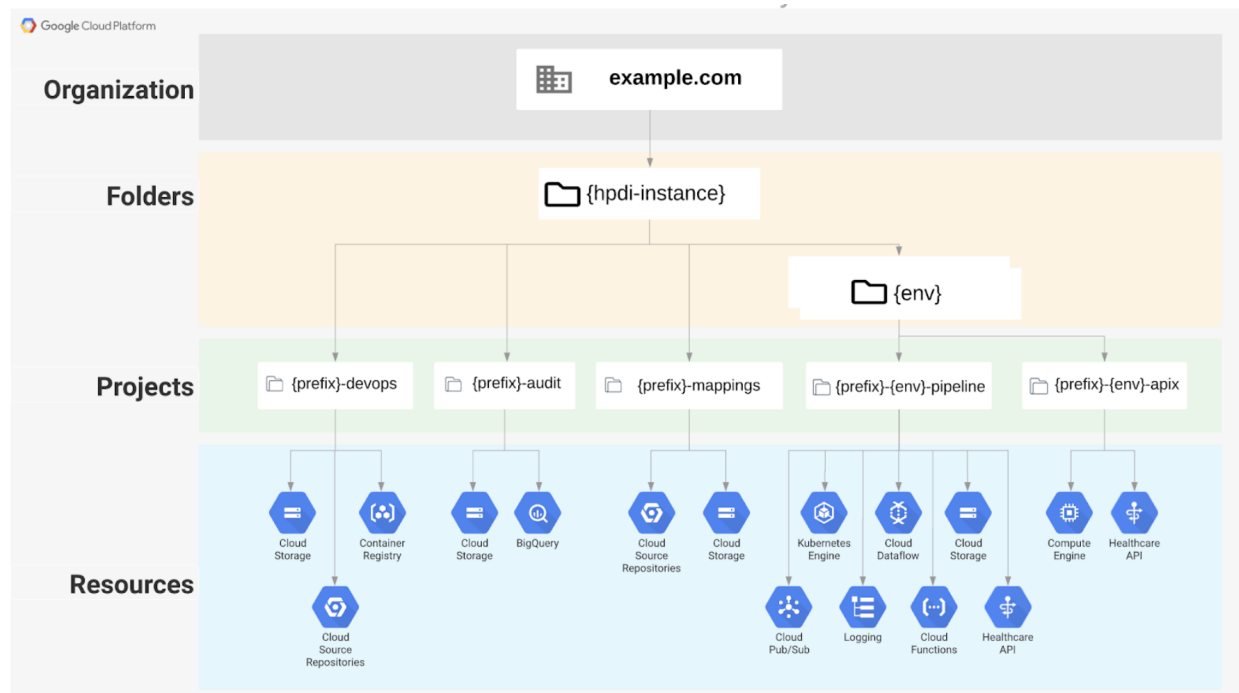 Google Cloud Platform
Organization
example.com
Folders
{hpdi-instance}
{env}
Projects
{prefix}-devops
{prefix}-audit
{prefix}-mappings
{prefix}-{env}-pipeline
{prefix}-{env}-apix
Resources
Cloud
Storage
Container
Registry
Cloud
Storage
BigQuery
Cloud
Source
Repositories
Cloud
Storage
Kubernetes
Engine
Cloud
Dataflow
Cloud
Storage
Compute
Engine
Healthcare
API
Cloud
Source
Repositories
Cloud
Pub/Sub
Logging
Cloud
Functions
Healthcare
API